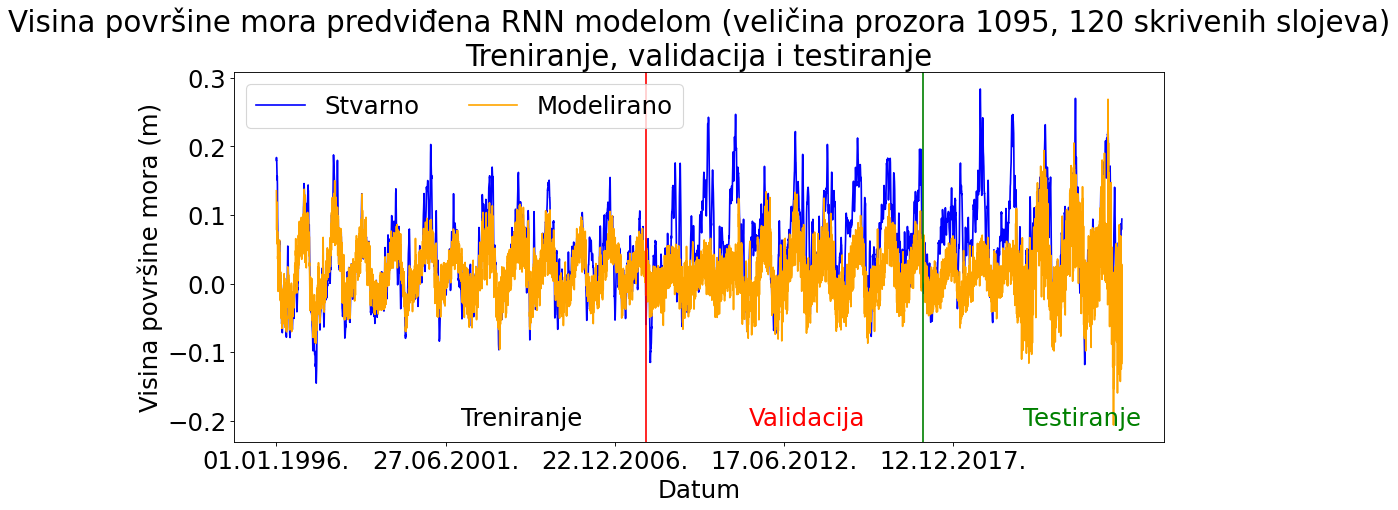 Visina površine mora predviđena RNN modelom (veličina prozora 1095, 120 skrivenih slojeva)
Treniranje, validacija i testiranje
Stvarno Modelirano
Visina površine mora (m)
0.3
0.2
0.1
0.0
−0.1
−0.2
Treniranje Validacija Testiranje
01.01.1996. 27.06.2001. 22.12.2006. 17.06.2012. 12.12.2017.
Datum